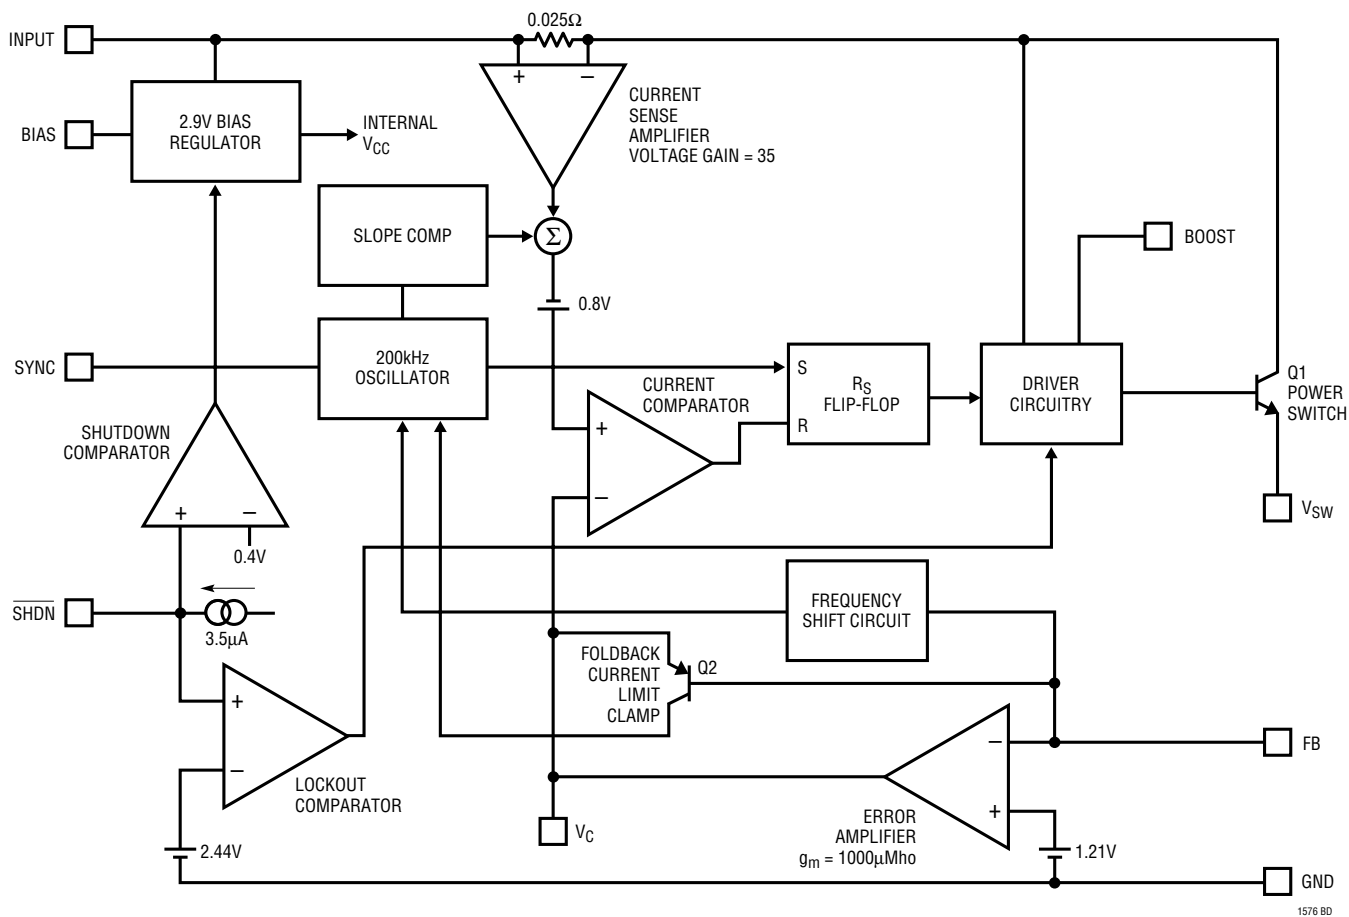 INPUT
0.025Ω
+
−
CURRENT
SENSE
AMPLIFIER
VOLTAGE GAIN = 35
2.9V BIAS
REGULATOR
BIAS
INTERNAL
VCC
SLOPE COMP
Σ
BOOST
0.8V
SYNC
200kHz
OSCILLATOR
CURRENT
COMPARATOR
S
R
RS
FLIP-FLOP
DRIVER
CIRCUITRY
Q1
POWER
SWITCH
SHUTDOWN
COMPARATOR
+
−
0.4V
+
−
VSW
SHDN
3.5µA
FREQUENCY
SHIFT CIRCUIT
FOLDBACK
CURRENT
LIMIT
CLAMP
Q2
+
−
LOCKOUT
COMPARATOR
2.44V
VC
−
+
FB
ERROR
AMPLIFIER
gm = 1000µMho
1.21V
GND
1576 BD